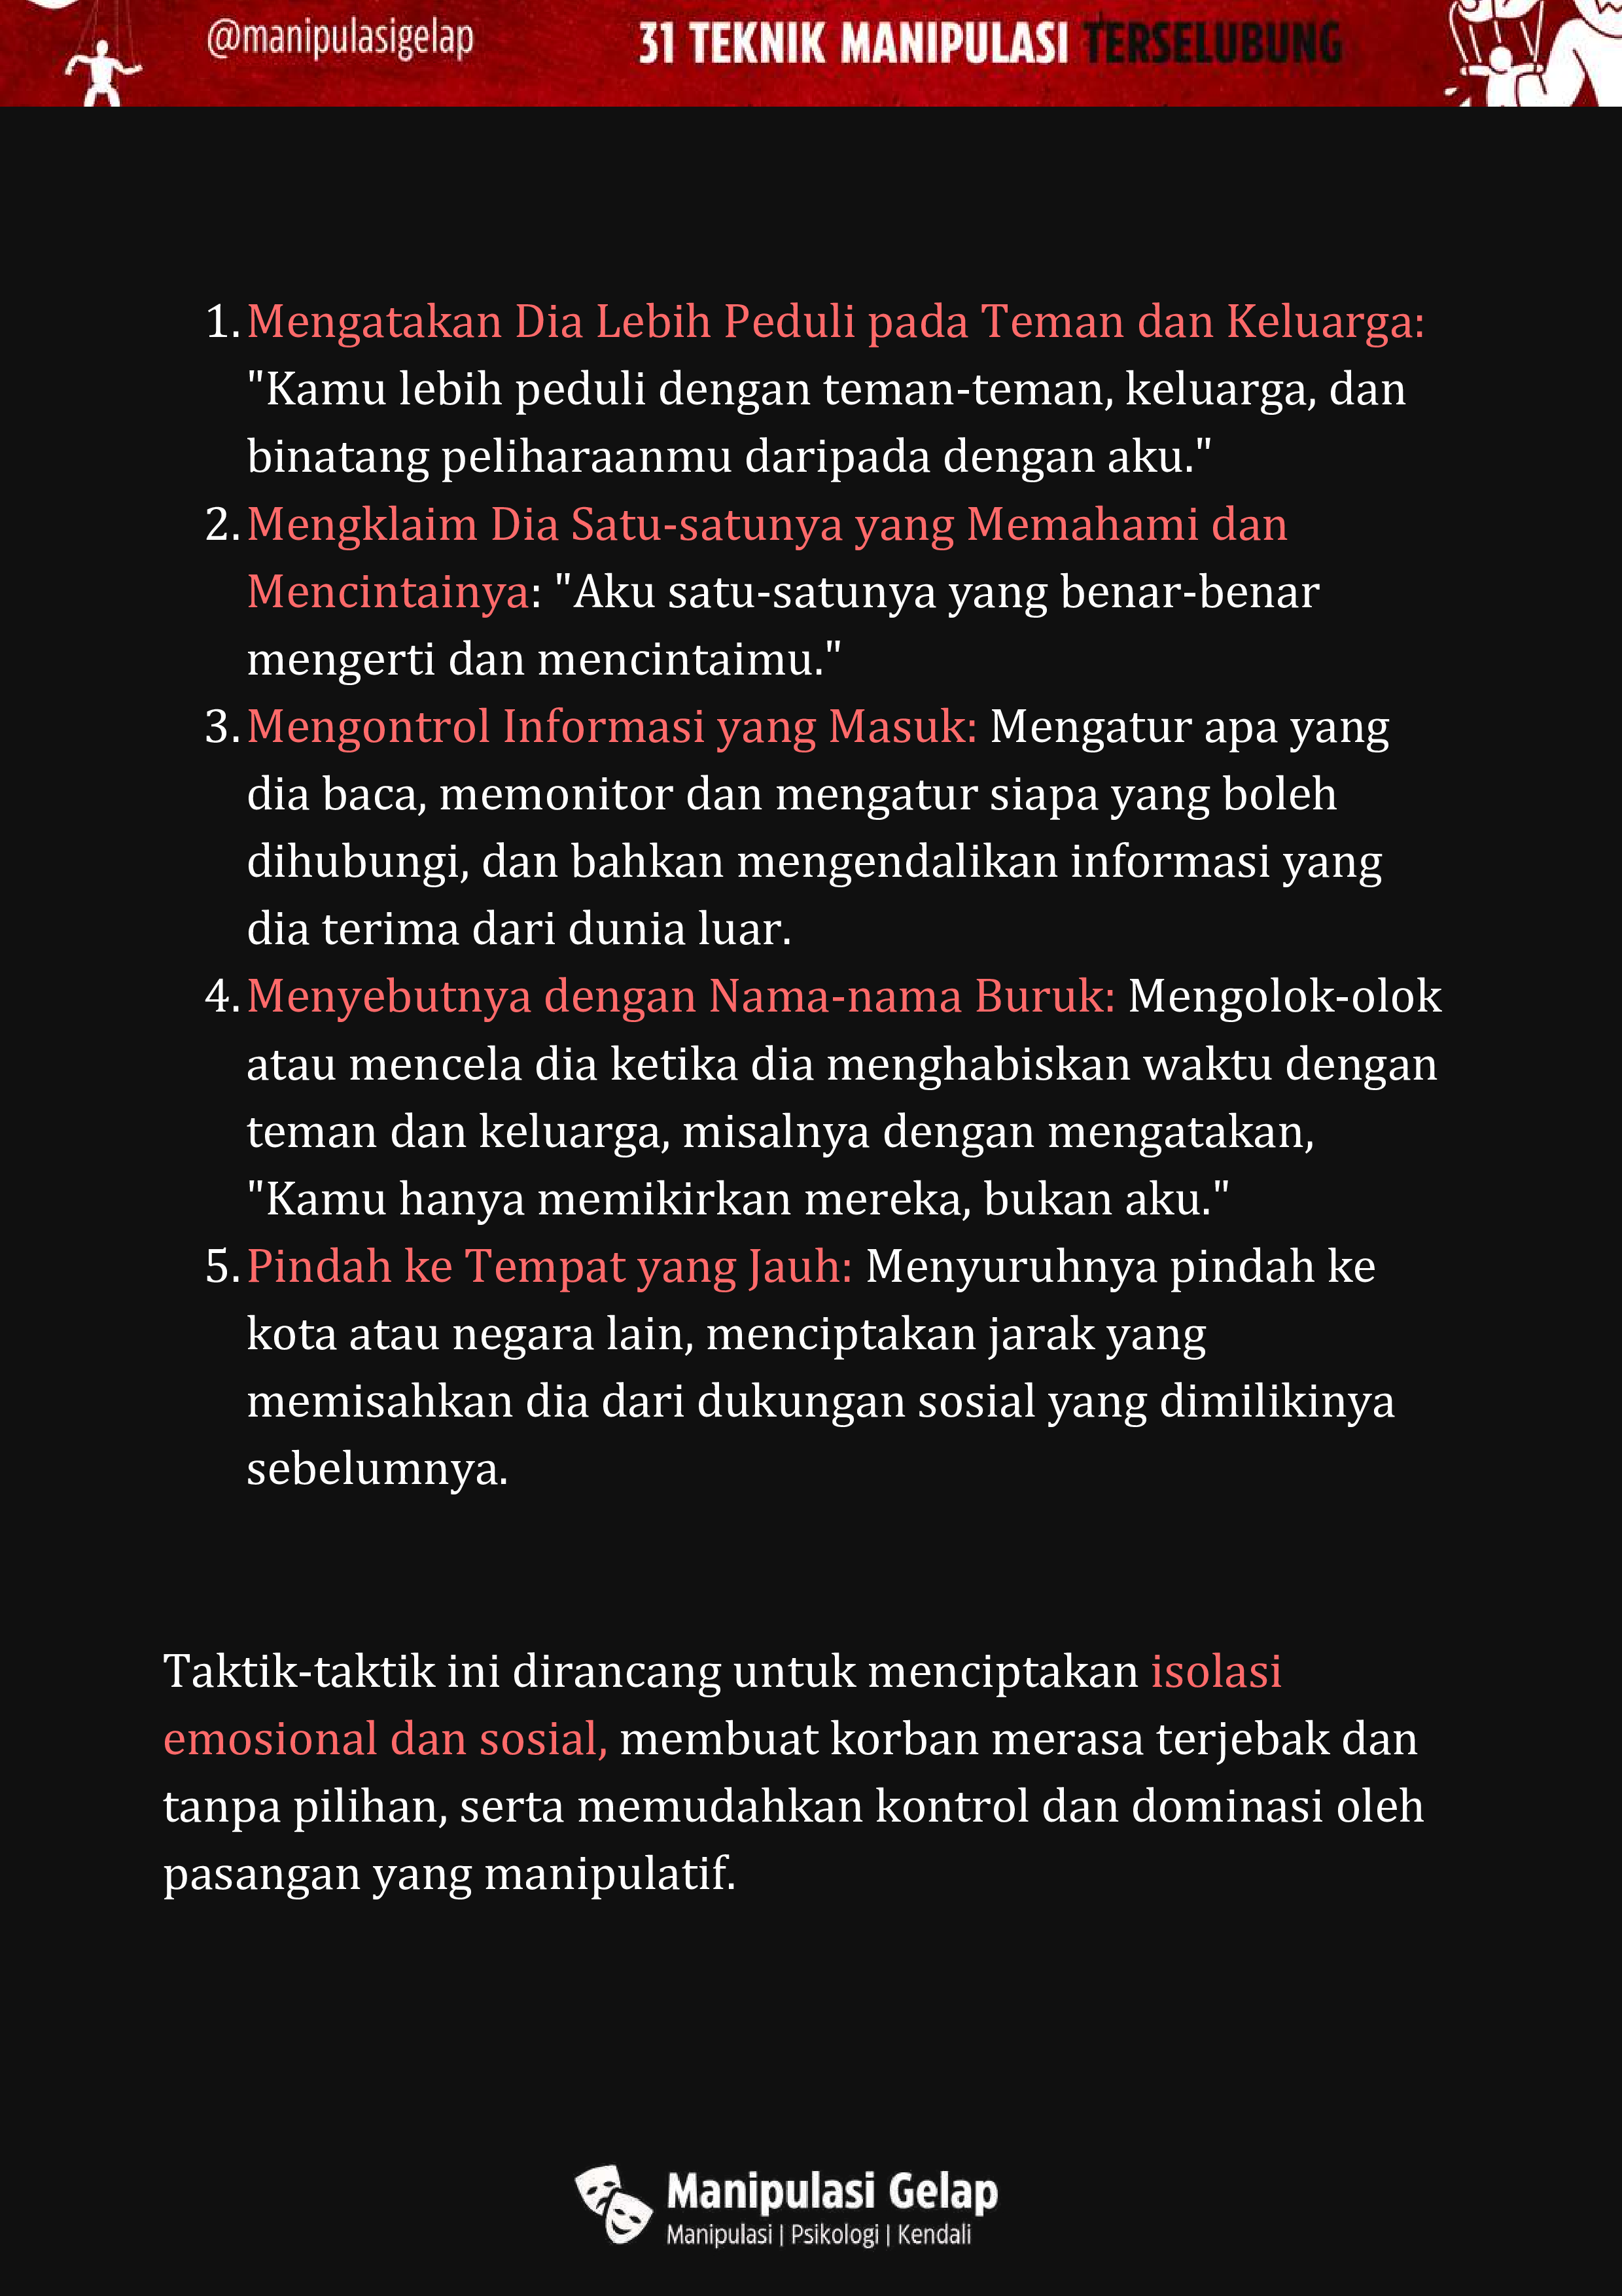 @manipulasigelap
31 TEKNIK MANIPULASI TERSELUBUNG
1. Mengatakan Dia Lebih Peduli pada Teman dan Keluarga:
"Kamu lebih peduli dengan teman-teman, keluarga, dan
binatang peliharaanmu daripada dengan aku."
2. Mengklaim Dia Satu-satunya yang Memahami dan
Mencintainya: "Aku satu-satunya yang benar-benar
mengerti dan mencintaimu."
3. Mengontrol Informasi yang Masuk: Mengatur apa yang
dia baca, memonitor dan mengatur siapa yang boleh
dihubungi, dan bahkan mengendalikan informasi yang
dia terima dari dunia luar.
4. Menyebutnya dengan Nama-nama Buruk: Mengolok-olok
atau mencela dia ketika dia menghabiskan waktu dengan
teman dan keluarga, misalnya dengan mengatakan,
"Kamu hanya memikirkan mereka, bukan aku."
5. Pindah ke Tempat yang Jauh: Menyuruhnya pindah ke
kota atau negara lain, menciptakan jarak yang
memisahkan dia dari dukungan sosial yang dimilikinya
sebelumnya.
Taktik-taktik ini dirancang untuk menciptakan isolasi
emosional dan sosial, membuat korban merasa terjebak dan
tanpa pilihan, serta memudahkan kontrol dan dominasi oleh
pasangan yang manipulatif.
Manipulasi Gelap
Manipulasi | Psikologi | Kendali